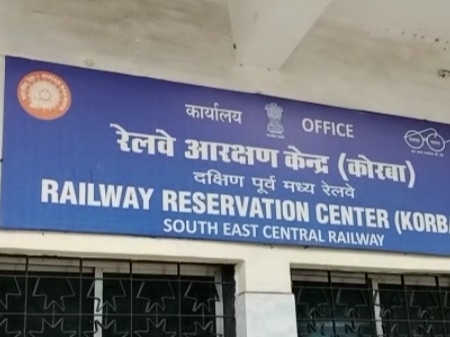 कार्यालय OFFICE
रेलवे आरक्षण केन्द्र (कोरबा)
दक्षिण पूर्व मध्य रेलवे
RAILWAY RESERVATION CENTER (KORB
SOUTH EAST CENTRAL RAILWAY